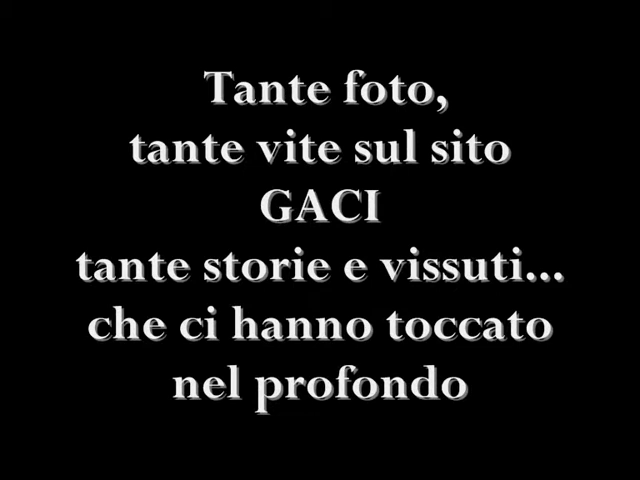 Tante foto,
tante vite sul sito
GACI
tante storie e vissuti...
che ci hanno toccato
nel profondo